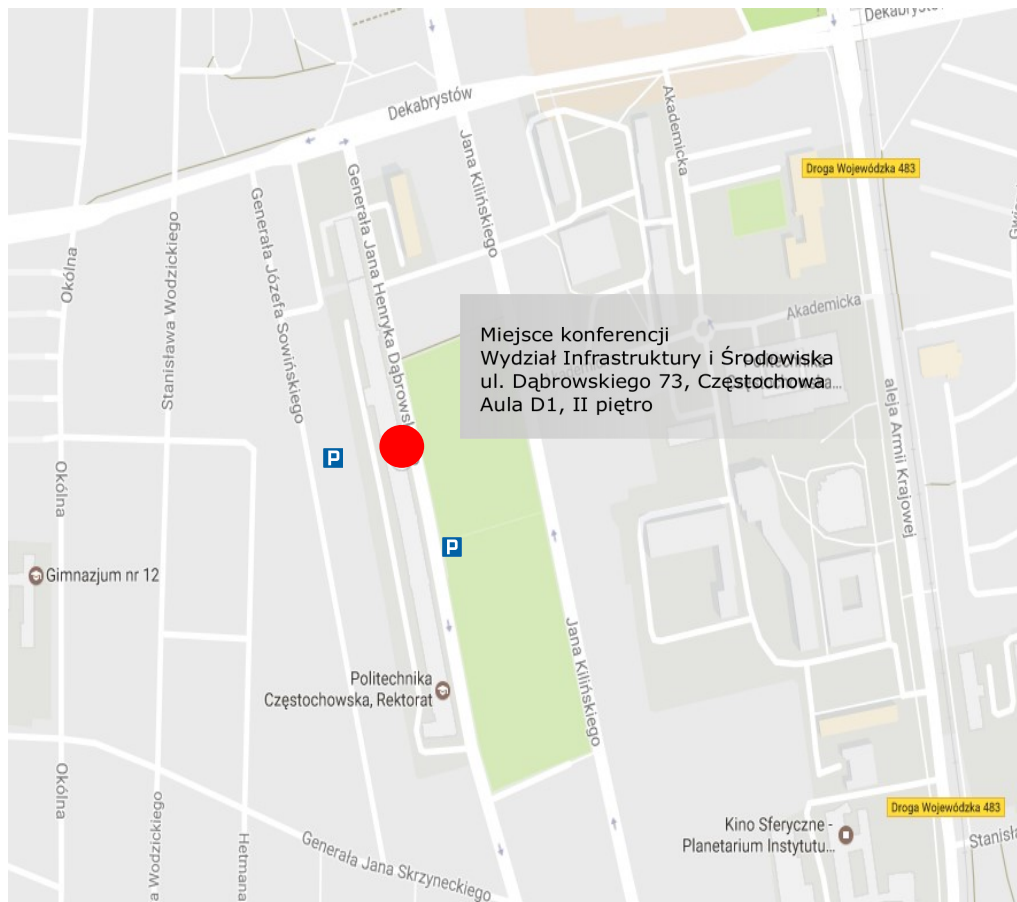 Dekabrystów
Dekabrystów
Jana Kilińskiego
Akademicka
Droga Wojewódzka 483
Generała Jana Henryka
Generała Józefa Sowińskiego
Stanisława Wodzickiego
Okólna
Akademicka
Miejsce konferencji
Wydział Infrastruktury i Środowiska
ul. Dąbrowskiego 73, Częstochowa
Aula D1, II piętro
Politechnika
Częstochowska...
aleja Armii Krajowej
P
Okólna
P
Gimnazjum nr 12
Jana Kilińskiego
Politechnika
Częstochowska, Rektorat
Okólna
a Wodzickiego
Hetmana
Generała Jana Skrzyneckiego
Droga Wojewódzka 483
Kino Sferyczne -
Planetarium Instytutu...